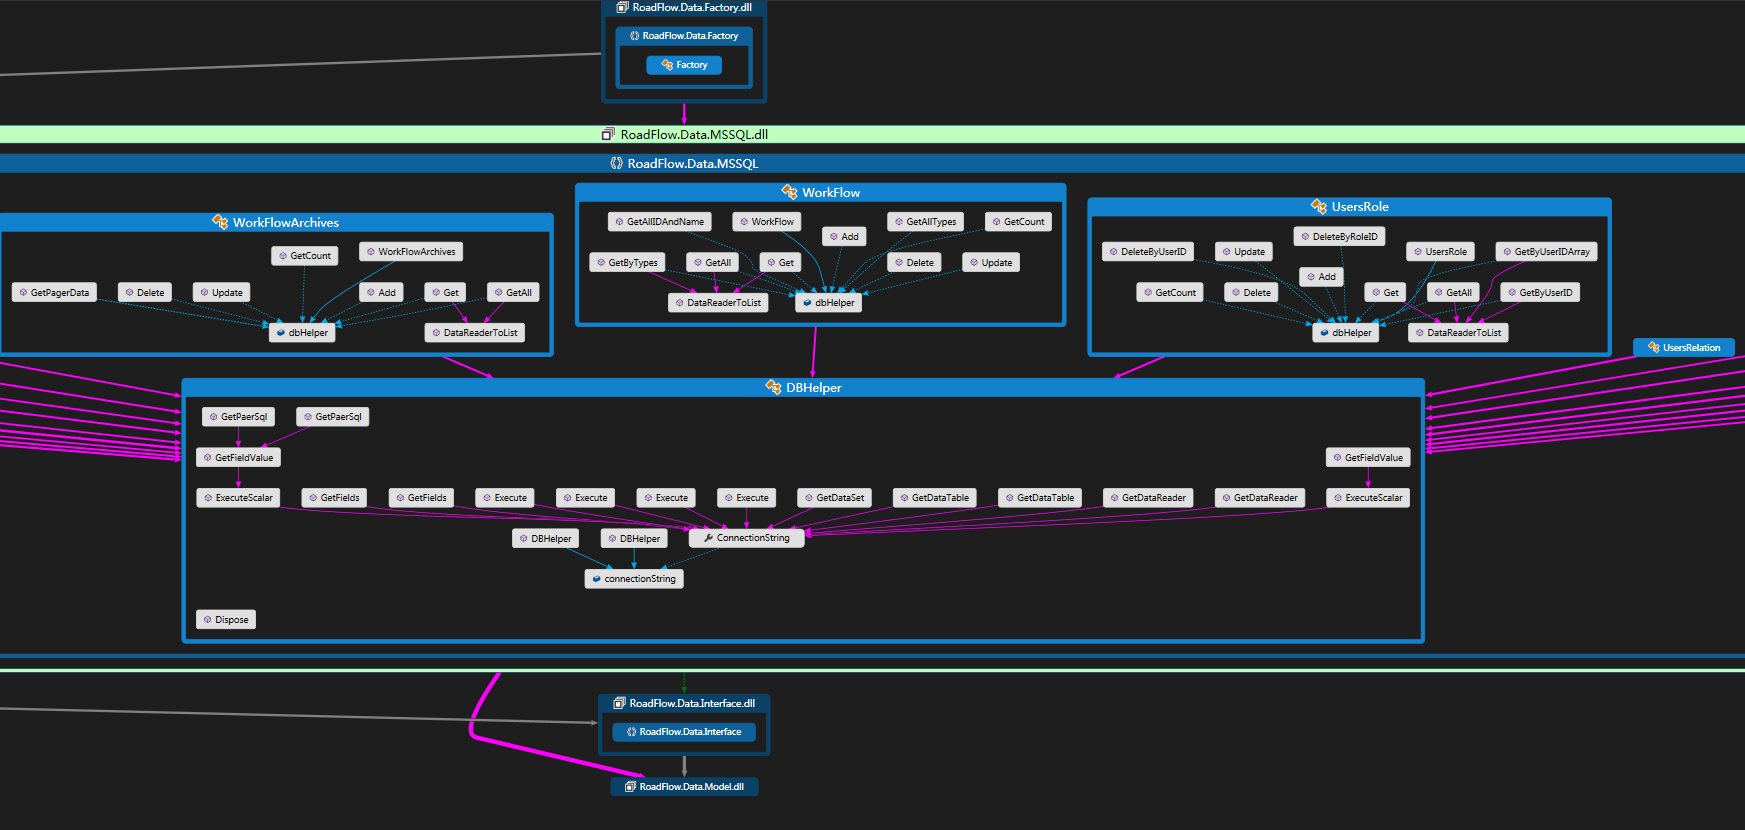 RoadFlow.Data.Factory.dll
RoadFlow.Data.Factory
Factory
RoadFlow.Data.MSSQL.dll
RoadFlow.Data.MSSQL
WorkFlowArchives
GetCount
WorkFlowArchives
GetPagerData
Delete
Update
Add
Get
GetAll
dbHelper
DataReaderToList
WorkFlow
GetAllIDAndName
WorkFlow
Add
GetAllTypes
GetCount
GetByTypes
GetAll
Get
Delete
Update
DataReaderToList
dbHelper
UsersRole
DeleteByUserID
Update
DeleteByRoleID
UsersRole
GetByUserIDArray
Add
GetCount
Delete
Get
GetAll
GetByUserID
dbHelper
DataReaderToList
UsersRelation
DBHelper
GetPaerSql
GetPaerSql
GetFieldValue
GetFieldValue
ExecuteScalar
GetFields
GetFields
Execute
Execute
Execute
Execute
GetDataSet
GetDataTable
GetDataTable
GetDataReader
GetDataReader
ExecuteScalar
DBHelper
DBHelper
ConnectionString
connectionString
Dispose
RoadFlow.Data.Interface.dll
RoadFlow.Data.Interface
RoadFlow.Data.Model.dll